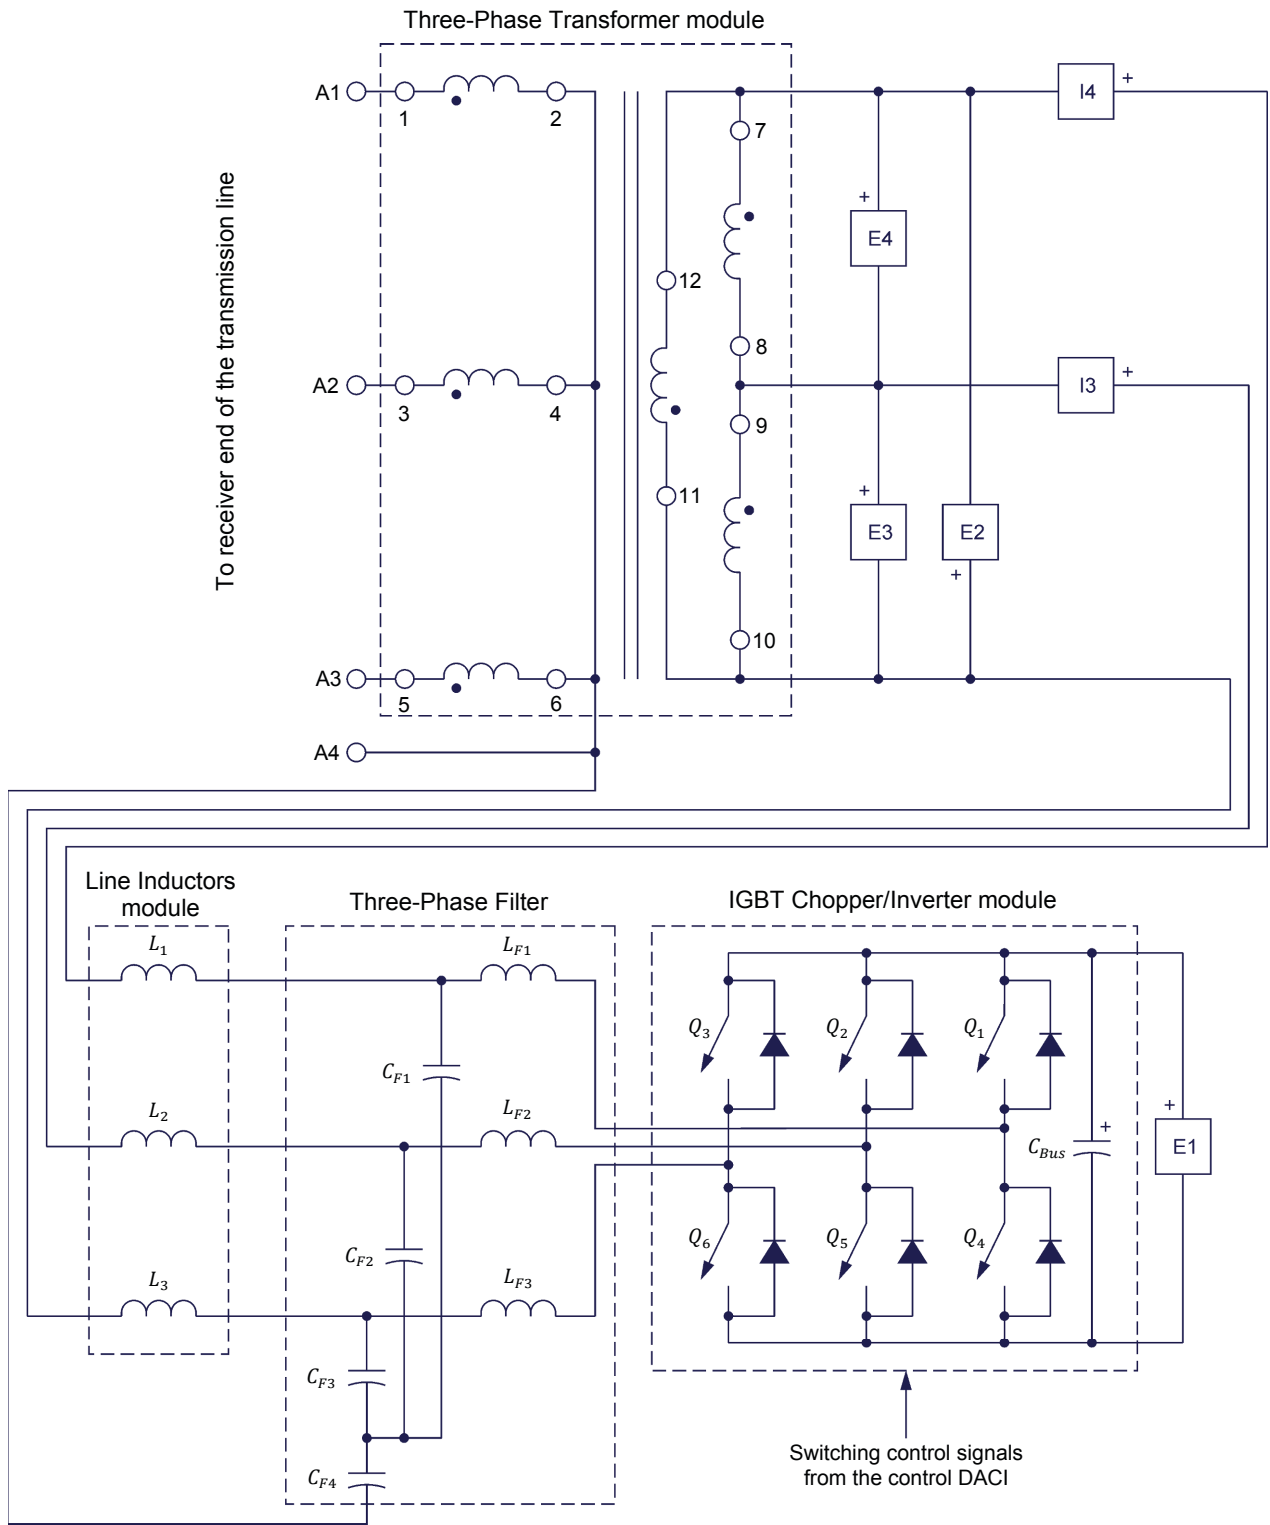 Three-Phase Transformer module
A1
1
2
7
I4
+
+
E4
To receiver end of the transmission line
12
8
A2
3
4
9
I3
+
11
+
E3
E2
+
10
A3
5
6
A4
Line Inductors
module
Three-Phase Filter
IGBT Chopper/Inverter module
L1
LF1
Q3
Q2
Q1
CF1
L2
LF2
CBus
+
+
E1
CF2
Q6
Q5
Q4
L3
LF3
CF3
CF4
Switching control signals
from the control DACI